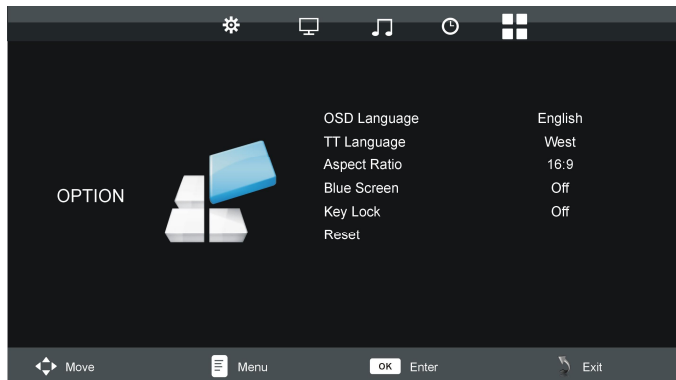 OPTION
OSD Language English
TT Language West
Aspect Ratio 16:9
Blue Screen Off
Key Lock Off
Reset
Move Menu OK Enter Exit